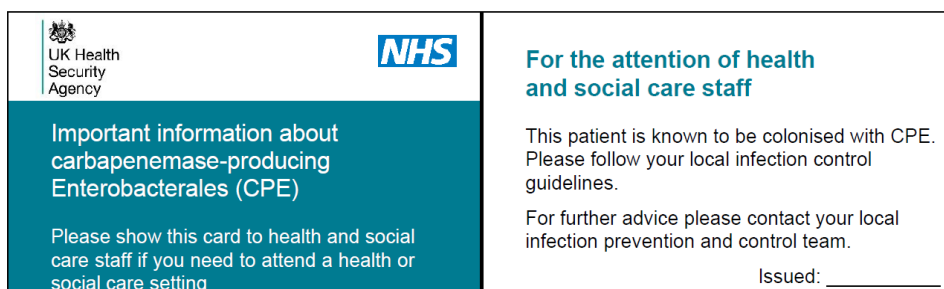 UK Health
Security
Agency
NHS
Important information about
carbapenemase-producing
Enterobacterales (CPE)
Please show this card to health and social
care staff if you need to attend a health or
social care setting
For the attention of health
and social care staff
This patient is known to be colonised with CPE.
Please follow your local infection control
guidelines.
For further advice please contact your local
infection prevention and control team.
Issued: ___________